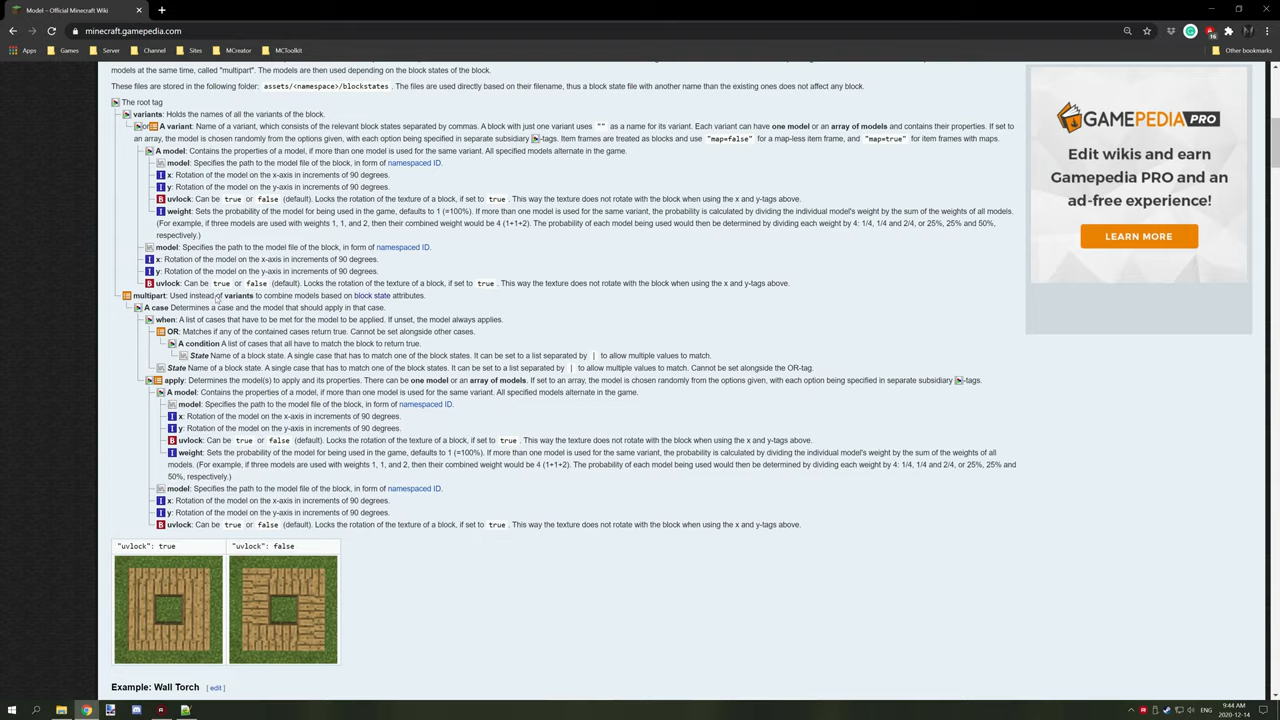 Model – Official Minecraft Wiki
minecraft.gamepedia.com
16
Apps Games Server Channel Sites MCreator MCToolkit Other bookmarks
models at the same time, called "multipart". The models are then used depending on the block states of the block.
These files are stored in the following folder: assets/<namespace>/blockstates . The files are used directly based on their filename, thus a block state file with another name than the existing ones does not affect any block.
The root tag
variants: Holds the names of all the variants of the block.
or A variant: Name of a variant, which consists of the relevant block states separated by commas. A block with just one variant uses "" as a name for its variant. Each variant can have one model or an array of models and contains their properties. If set to
an array, the model is chosen randomly from the options given, with each option being specified in separate subsidiary -tags. Item frames are treated as blocks and use "map=false" for a map-less item frame, and "map=true" for item frames with maps.
A model: Contains the properties of a model, if more than one model is used for the same variant. All specified models alternate in the game.
model: Specifies the path to the model file of the block, in form of namespaced ID.
I x: Rotation of the model on the x-axis in increments of 90 degrees.
I y: Rotation of the model on the y-axis in increments of 90 degrees.
B uvlock: Can be true or false (default). Locks the rotation of the texture of a block, if set to true . This way the texture does not rotate with the block when using the x and y-tags above.
I weight: Sets the probability of the model for being used in the game, defaults to 1 (=100%). If more than one model is used for the same variant, the probability is calculated by dividing the individual model's weight by the sum of the weights of all models.
(For example, if three models are used with weights 1, 1, and 2, then their combined weight would be 4 (1+1+2). The probability of each model being used would then be determined by dividing each weight by 4: 1/4, 1/4 and 2/4, or 25%, 25% and 50%,
respectively.)
model: Specifies the path to the model file of the block, in form of namespaced ID.
I x: Rotation of the model on the x-axis in increments of 90 degrees.
I y: Rotation of the model on the y-axis in increments of 90 degrees.
B uvlock: Can be true or false (default). Locks the rotation of the texture of a block, if set to true . This way the texture does not rotate with the block when using the x and y-tags above.
multipart: Used instead of variants to combine models based on block state attributes.
A case Determines a case and the model that should apply in that case.
when: A list of cases that have to be met for the model to be applied. If unset, the model always applies.
OR: Matches if any of the contained cases return true. Cannot be set alongside other cases.
A condition A list of cases that all have to match the block to return true.
State Name of a block state. A single case that has to match one of the block states. It can be set to a list separated by | to allow multiple values to match.
State Name of a block state. A single case that has to match one of the block states. It can be set to a list separated by | to allow multiple values to match. Cannot be set alongside the OR-tag.
apply: Determines the model(s) to apply and its properties. There can be one model or an array of models. If set to an array, the model is chosen randomly from the options given, with each option being specified in separate subsidiary -tags.
A model: Contains the properties of a model, if more than one model is used for the same variant. All specified models alternate in the game.
model: Specifies the path to the model file of the block, in form of namespaced ID.
I x: Rotation of the model on the x-axis in increments of 90 degrees.
I y: Rotation of the model on the y-axis in increments of 90 degrees.
B uvlock: Can be true or false (default). Locks the rotation of the texture of a block, if set to true . This way the texture does not rotate with the block when using the x and y-tags above.
I weight: Sets the probability of the model for being used in the game, defaults to 1 (=100%). If more than one model is used for the same variant, the probability is calculated by dividing the individual model's weight by the sum of the weights of all
models. (For example, if three models are used with weights 1, 1, and 2, then their combined weight would be 4 (1+1+2). The probability of each model being used would then be determined by dividing each weight by 4: 1/4, 1/4 and 2/4, or 25%, 25% and
50%, respectively.)
model: Specifies the path to the model file of the block, in form of namespaced ID.
I x: Rotation of the model on the x-axis in increments of 90 degrees.
I y: Rotation of the model on the y-axis in increments of 90 degrees.
B uvlock: Can be true or false (default). Locks the rotation of the texture of a block, if set to true . This way the texture does not rotate with the block when using the x and y-tags above.
"uvlock": true "uvlock": false
Example: Wall Torch [ edit ]
GAMEPEDIA PRO
Edit wikis and earn
Gamepedia PRO and
an ad-free experience!
LEARN MORE
ENG
9:44 AM
2020-12-14